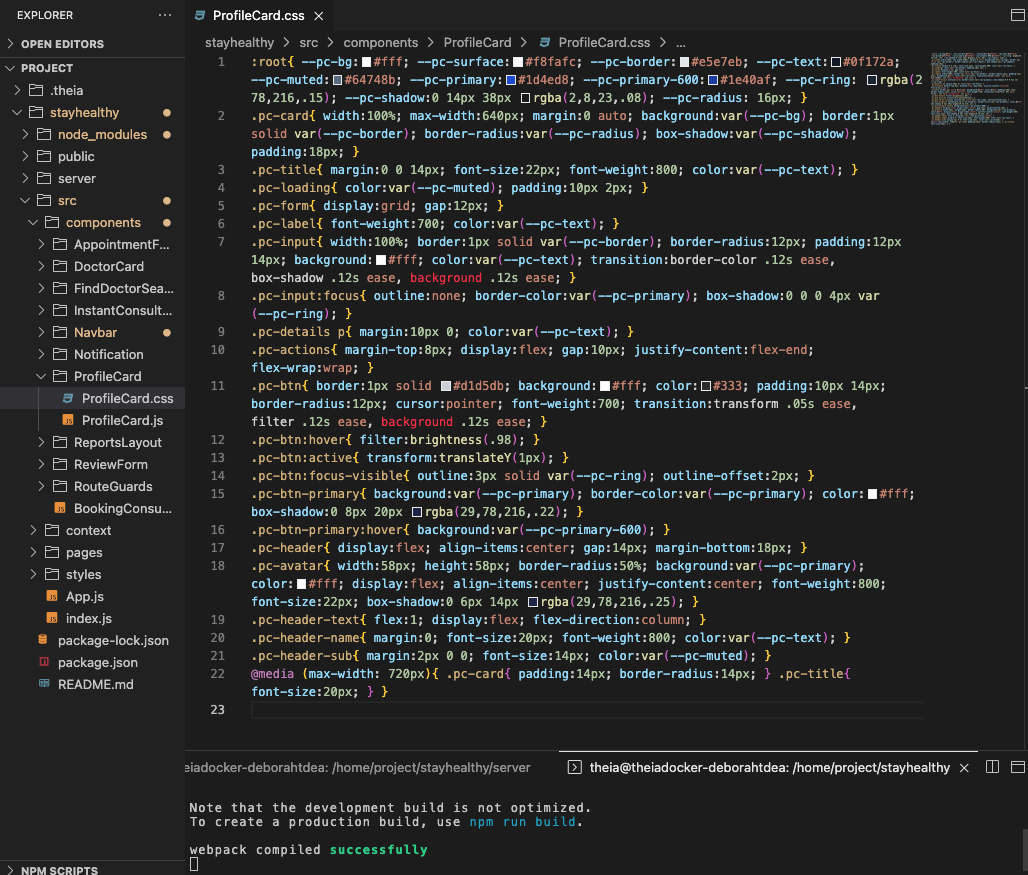 EXPLORER
ProfileCard.css
OPEN EDITORS
stayhealthy > src > components > ProfileCard > ProfileCard.css > ...
PROJECT
.theia
stayhealthy
node_modules
public
server
src
components
AppointmentF...
DoctorCard
FindDoctorSea...
InstantConsult...
Navbar
Notification
ProfileCard
ProfileCard.css
ProfileCard.js
ReportsLayout
ReviewForm
RouteGuards
BookingConsu...
context
pages
styles
App.js
index.js
package-lock.json
package.json
README.md
NPM SCRIPTS
1 :root{ --pc-bg:#fff; --pc-surface:#f8fafc; --pc-border:#e5e7eb; --pc-text:#0f172a;
--pc-muted:#64748b; --pc-primary:#1d4ed8; --pc-primary-600:#1e40af; --pc-ring: rgba(2
78,216,.15); --pc-shadow:0 14px 38px rgba(2,8,23,.08); --pc-radius: 16px; }
2 .pc-card{ width:100%; max-width:640px; margin:0 auto; background:var(--pc-bg); border:1px
solid var(--pc-border); border-radius:var(--pc-radius); box-shadow:var(--pc-shadow);
padding:18px; }
3 .pc-title{ margin:0 0 14px; font-size:22px; font-weight:800; color:var(--pc-text); }
4 .pc-loading{ color:var(--pc-muted); padding:10px 2px; }
5 .pc-form{ display:grid; gap:12px; }
6 .pc-label{ font-weight:700; color:var(--pc-text); }
7 .pc-input{ width:100%; border:1px solid var(--pc-border); border-radius:12px; padding:12px
14px; background:#fff; color:var(--pc-text); transition:border-color .12s ease,
box-shadow .12s ease, background .12s ease; }
8 .pc-input:focus{ outline:none; border-color:var(--pc-primary); box-shadow:0 0 0 4px var
(--pc-ring); }
9 .pc-details p{ margin:10px 0; color:var(--pc-text); }
10 .pc-actions{ margin-top:8px; display:flex; gap:10px; justify-content:flex-end;
flex-wrap:wrap; }
11 .pc-btn{ border:1px solid #d1d5db; background:#fff; color:#333; padding:10px 14px;
border-radius:12px; cursor:pointer; font-weight:700; transition:transform .05s ease,
filter .12s ease, background .12s ease; }
12 .pc-btn:hover{ filter:brightness(.98); }
13 .pc-btn:active{ transform:translateY(1px); }
14 .pc-btn:focus-visible{ outline:3px solid var(--pc-ring); outline-offset:2px; }
15 .pc-btn-primary{ background:var(--pc-primary); border-color:var(--pc-primary); color:#fff;
box-shadow:0 8px 20px rgba(29,78,216,.22); }
16 .pc-btn-primary:hover{ background:var(--pc-primary-600); }
17 .pc-header{ display:flex; align-items:center; gap:14px; margin-bottom:18px; }
18 .pc-avatar{ width:58px; height:58px; border-radius:50%; background:var(--pc-primary);
color:#fff; display:flex; align-items:center; justify-content:center; font-weight:800;
font-size:22px; box-shadow:0 6px 14px rgba(29,78,216,.25); }
19 .pc-header-text{ flex:1; display:flex; flex-direction:column; }
20 .pc-header-name{ margin:0; font-size:20px; font-weight:800; color:var(--pc-text); }
21 .pc-header-sub{ margin:2px 0 0; font-size:14px; color:var(--pc-muted); }
22 @media (max-width: 720px){ .pc-card{ padding:14px; border-radius:14px; } .pc-title{
font-size:20px; } }
23
eiadocker-deborahtdea: /home/project/stayhealthy/server
theia@theiadocker-deborahtdea: /home/project/stayhealthy
Note that the development build is not optimized.
To create a production build, use npm run build.
webpack compiled successfully